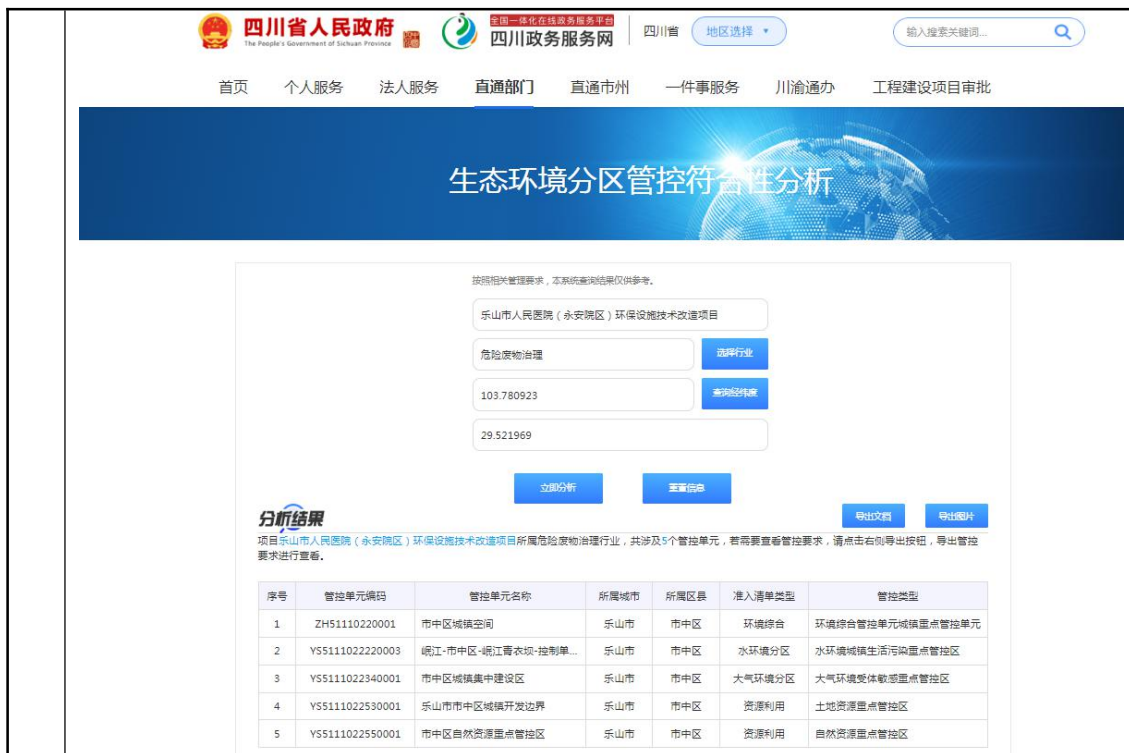 四川省人民政府
The People's Government of Sichuan Province
全国一体化在线政务服务平台
四川政务服务网
四川省
地区选择
输入搜索关键词...
首页 个人服务 法人服务 直通部门 直通市州 一件事服务 川渝通办 工程建设项目审批
生态环境分区管控符合性分析
按照相关管理要求，本系统查询结果仅供参考。
乐山市人民医院（永安院区）环保设施技术改造项目
危险废物治理 选择行业
103.780923 查询经纬度
29.521969
立即分析 重置信息
分析结果 导出文档 导出图片
项目乐山市人民医院（永安院区）环保设施技术改造项目所属危险废物治理行业，共涉及5个管控单元，若需要查看管控要求，请点击右侧导出按钮，导出管控
要求进行查看。
序号 管控单元编码 管控单元名称 所属城市 所属区县 准入清单类型 管控类型
1 ZH51110220001 市中区城镇空间 乐山市 市中区 环境综合 环境综合管控单元城镇重点管控单元
2 YS5111022220003 岷江-市中区-岷江青衣坝-控制单... 乐山市 市中区 水环境分区 水环境城镇生活污染重点管控区
3 YS5111022340001 市中区城镇集中建设区 乐山市 市中区 大气环境分区 大气环境受体敏感重点管控区
4 YS5111022530001 乐山市市中区城镇开发边界 乐山市 市中区 资源利用 土地资源重点管控区
5 YS5111022550001 市中区自然资源重点管控区 乐山市 市中区 资源利用 自然资源重点管控区